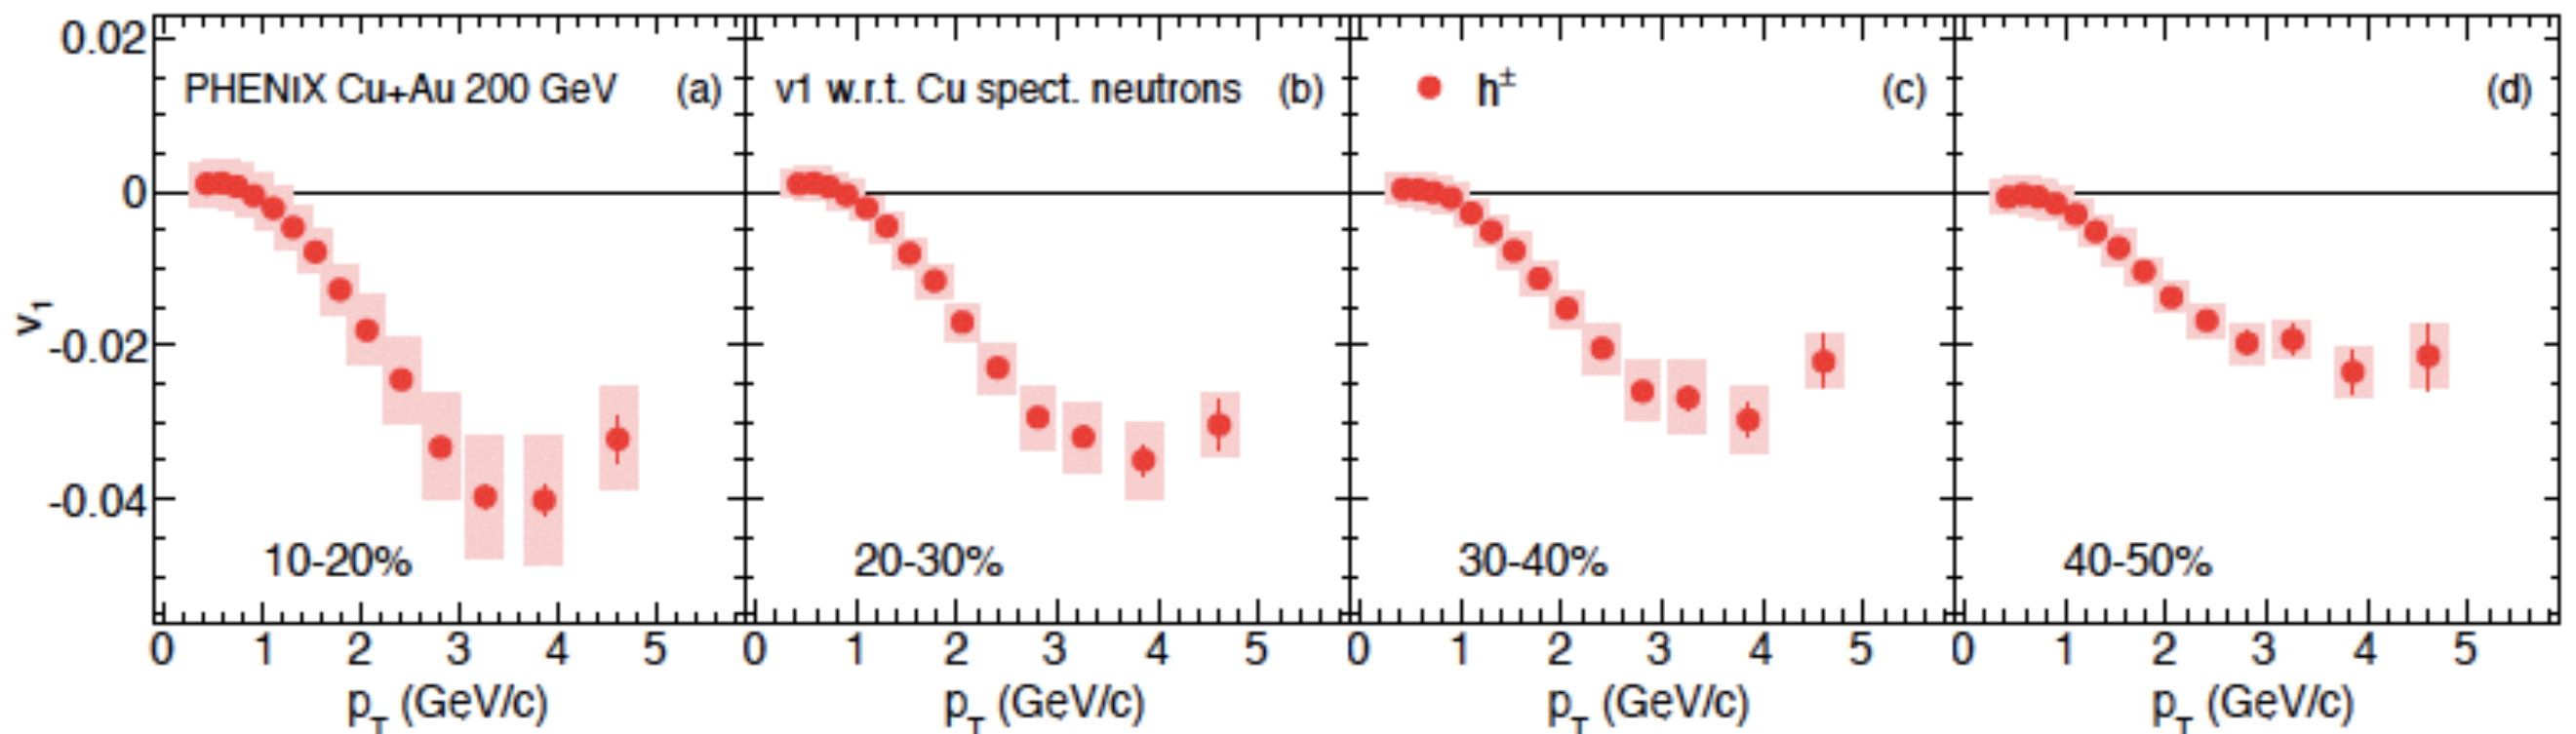 PHENIX Cu+Au 200 GeV (a)
v1 w.r.t. Cu spect. neutrons (b)
h± (c)
(d)
v1
0.02
0
-0.02
-0.04
10-20%
20-30%
30-40%
40-50%
0 1 2 3 4 5
0 1 2 3 4 5
0 1 2 3 4 5
0 1 2 3 4 5
pT (GeV/c)
pT (GeV/c)
pT (GeV/c)
pT (GeV/c)